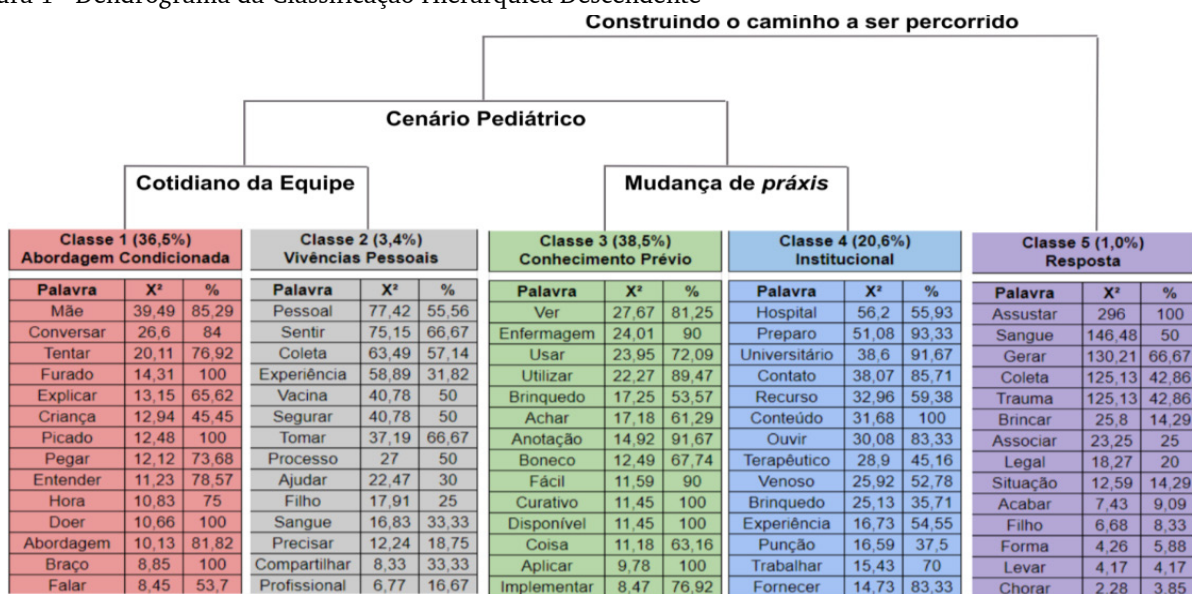 Figura 1 - Dendrograma da Classificação Hierárquica Descendente
Construindo o caminho a ser percorrido
Cenário Pediátrico
Cotidiano da Equipe
Mudança de práxis
Classe 1 (36,5%)
Abordagem Condicionada
Palavra X² %
Mãe 39,49 85,29
Conversar 26,6 84
Tentar 20,11 76,92
Furado 14,31 100
Explicar 13,15 65,62
Criança 12,94 45,45
Picado 12,48 100
Pegar 12,12 73,68
Entender 11,23 78,57
Hora 10,83 75
Doer 10,66 100
Abordagem 10,13 81,82
Braço 8,85 100
Falar 8,45 53,7
Classe 2 (3,4%)
Vivências Pessoais
Palavra X² %
Pessoal 77,42 55,56
Sentir 75,15 66,67
Coleta 63,49 57,14
Experiência 58,89 31,82
Vacina 40,78 50
Segurar 40,78 50
Tomar 37,19 66,67
Processo 27 50
Ajudar 22,47 30
Filho 17,91 25
Sangue 16,83 33,33
Precisar 12,24 18,75
Compartilhar 8,33 33,33
Profissional 6,77 16,67
Classe 3 (38,5%)
Conhecimento Prévio
Palavra X² %
Ver 27,67 81,25
Enfermagem 24,01 90
Usar 23,95 72,09
Utilizar 22,27 89,47
Brinquedo 17,25 53,57
Achar 17,18 61,29
Anotação 14,92 91,67
Boneco 12,49 67,74
Fácil 11,59 90
Curativo 11,45 100
Disponível 11,45 100
Coisa 11,18 63,16
Aplicar 9,78 100
Implementar 8,47 76,92
Classe 4 (20,6%)
Institucional
Palavra X² %
Hospital 56,2 55,93
Preparo 51,08 93,33
Universitário 38,6 91,67
Contato 38,07 85,71
Recurso 32,96 59,38
Conteúdo 31,68 100
Ouvir 30,08 83,33
Terapêutico 28,9 45,16
Venoso 25,92 52,78
Brinquedo 25,13 35,71
Experiência 16,73 54,55
Punção 16,59 37,5
Trabalhar 15,43 70
Fornecer 14,73 83,33
Classe 5 (1,0%)
Resposta
Palavra X² %
Assustar 296 100
Sangue 146,48 50
Gerar 130,21 66,67
Coleta 125,13 42,86
Trauma 125,13 42,86
Brincar 25,8 14,29
Associar 23,25 25
Legal 18,27 20
Situação 12,59 14,29
Acabar 7,43 9,09
Filho 6,68 8,33
Forma 4,26 5,88
Levar 4,17 4,17
Chorar 2,28 3,85